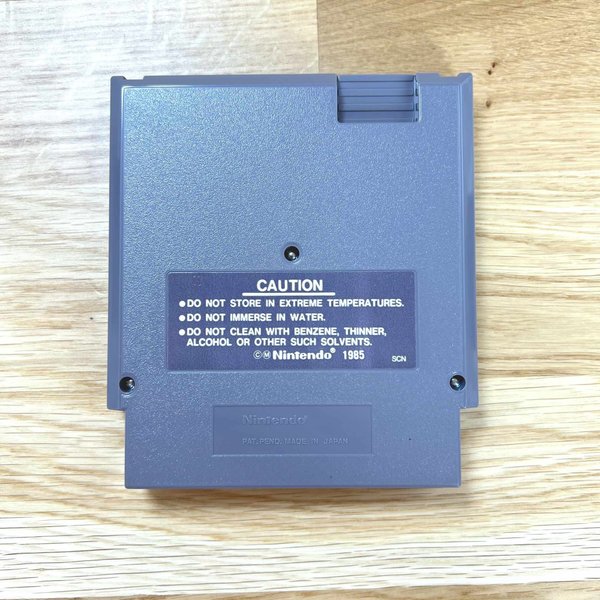 CAUTION
●DO NOT STORE IN EXTREME TEMPERATURES.
●DO NOT IMMERSE IN WATER.
●DO NOT CLEAN WITH BENZENE, THINNER,
ALCOHOL OR OTHER SUCH SOLVENTS.
©Ⓜ Nintendo® 1985 SCN
Nintendo®
PAT. PEND. MADE IN JAPAN